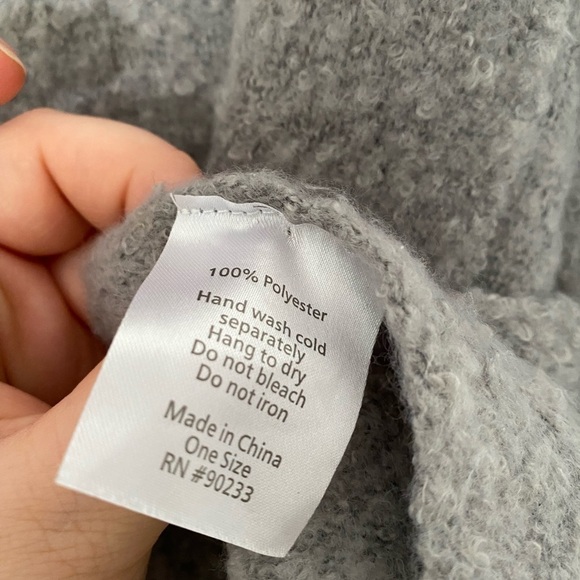 100% Polyester
Hand wash cold
separately
Hang to dry
Do not bleach
Do not iron
Made in China
One Size
RN #90233